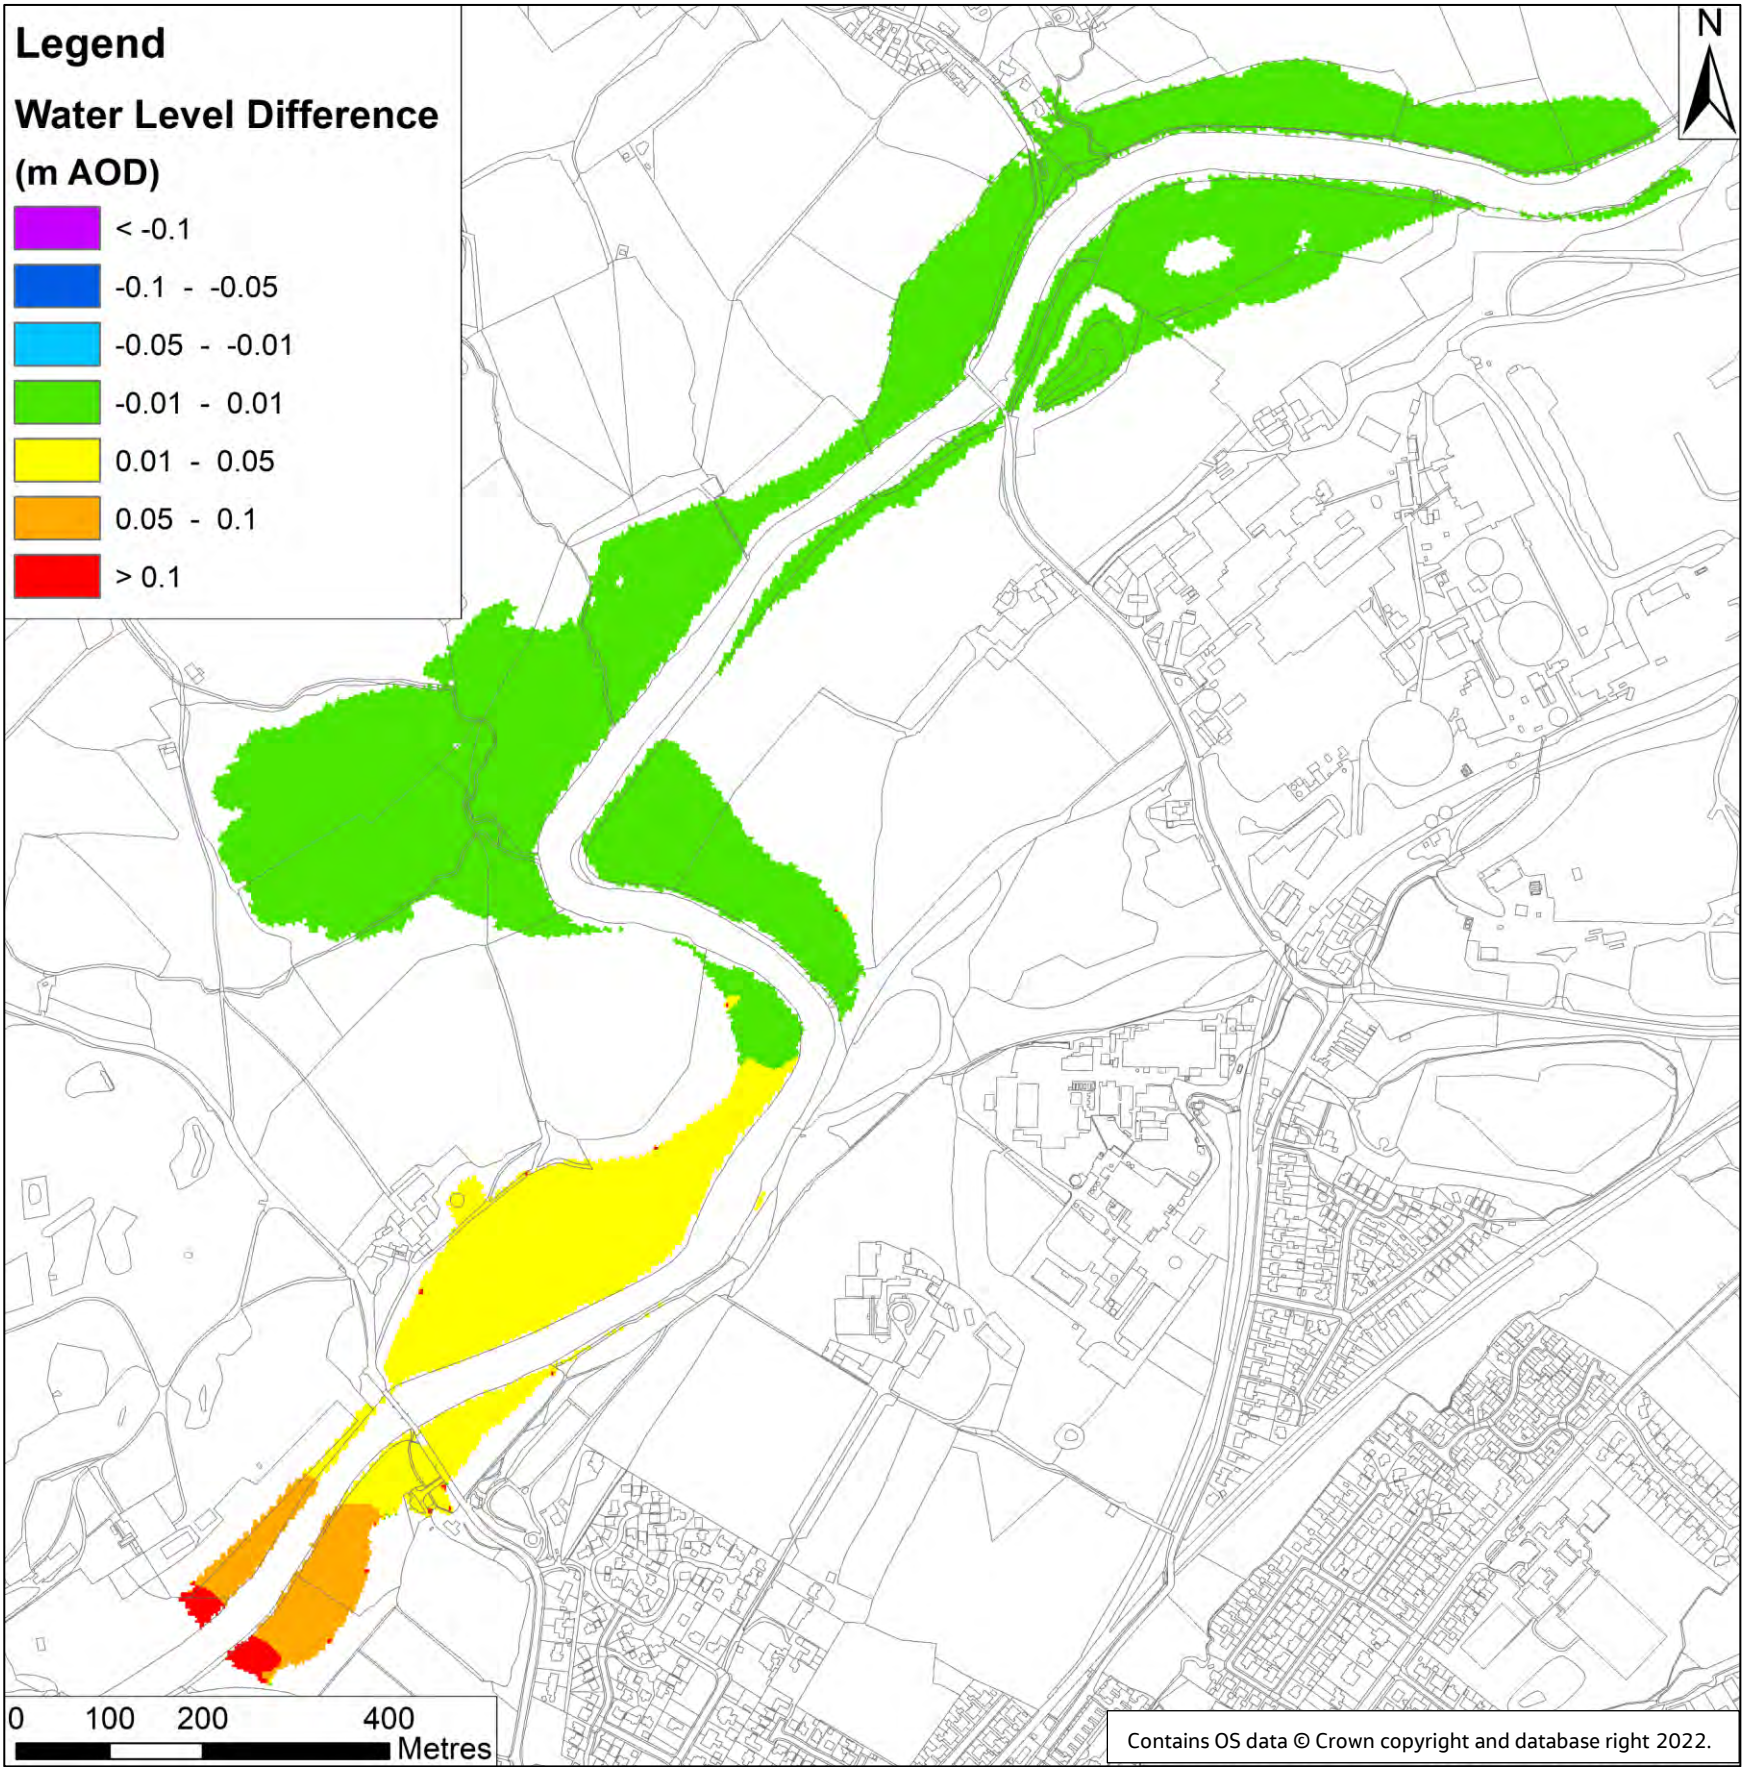 Legend
Water Level Difference
(m AOD)
< -0.1
-0.1 - -0.05
-0.05 - -0.01
-0.01 - 0.01
0.01 - 0.05
0.05 - 0.1
> 0.1
N
0 100 200 400
Metres
Contains OS data © Crown copyright and database right 2022.